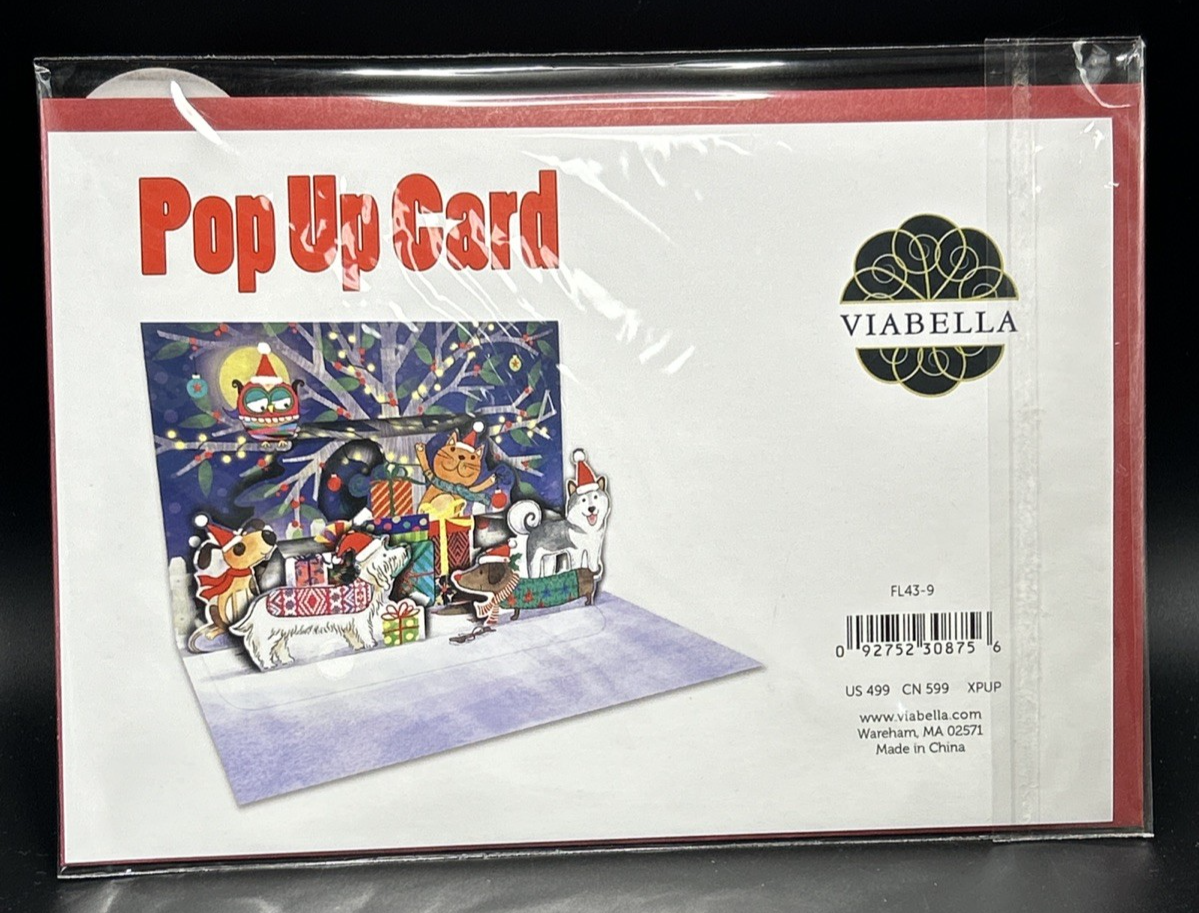 Pop Up Card
VIABELLA
FL43-9
0 92752 30875 6
US 499 CN 599 XPUP
www.viabella.com
Wareham, MA 02571
Made in China